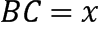 BC = x